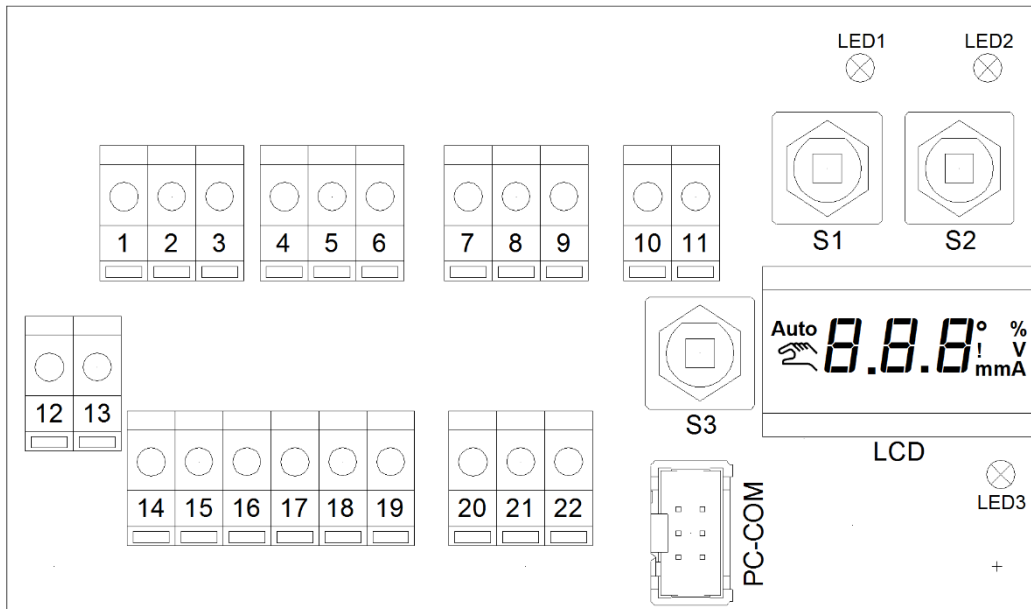 LED1 LED2
1 2 3 4 5 6 7 8 9 10 11
S1 S2
Auto 8.8.8 ° %
! V
mmA
12 13
S3
LCD
14 15 16 17 18 19 20 21 22
LED3
PC-COM